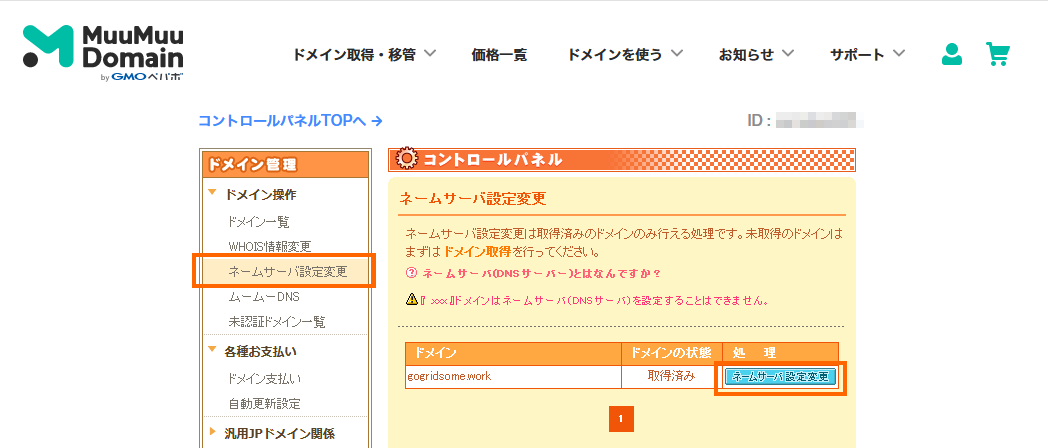 MuuMuu
Domain
by GMOペパボ
ドメイン取得・移管
価格一覧
ドメインを使う
お知らせ
サポート
コントロールパネルTOPへ →
ID :
ドメイン管理
ドメイン操作
ドメイン一覧
WHOIS情報変更
ネームサーバ設定変更
ムームーDNS
未認証ドメイン一覧
各種お支払い
ドメイン支払い
自動更新設定
汎用JPドメイン関係
コントロールパネル
ネームサーバ設定変更
ネームサーバ設定変更は取得済みのドメインのみ行える処理です。未取得のドメインは
まずは ドメイン取得を行ってください。
? ネームサーバ(DNSサーバー)とはなんですか?
『 .xxx 』ドメインはネームサーバ(DNSサーバ)を設定することはできません。
ドメイン ドメインの状態 処 理
gogridsome.work 取得済み ネームサーバ設定変更
1